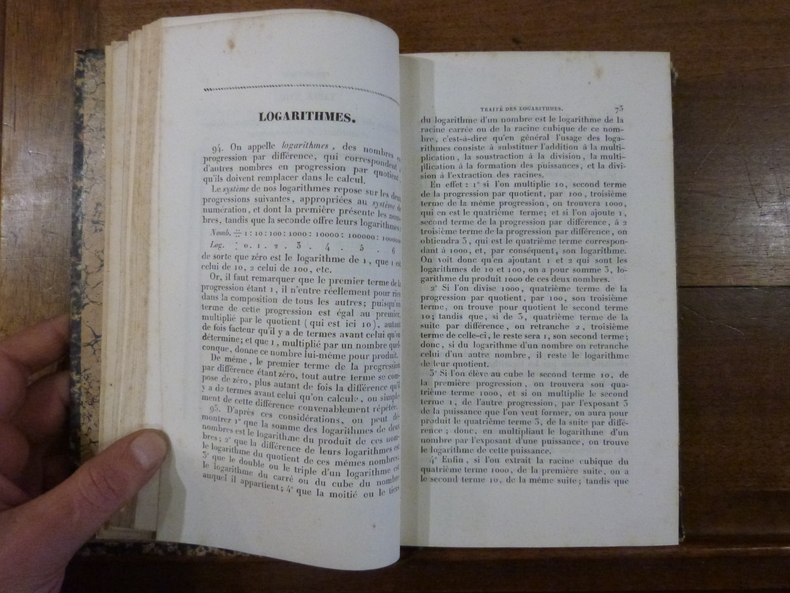 LOGARITHMES.
94. On appelle logarithmes, des nombres en
progression par différence, qui correspondent à
d'autres nombres en progression par quotient,
qu'ils doivent remplacer dans le calcul.
Le système de nos logarithmes repose sur les deux
progressions suivantes, appropriées au système de
numération, et dont la première présente les nom-
bres, tandis que la seconde offre leurs logarithmes:
Nomb. ∺ 1 : 10 : 100 : 1000 : 10000 : 100000 :
Log. ÷ 0 . 1 . 2 . 3 . 4 . 5 . 6
de sorte que zéro est le logarithme de 1, que 1 est
celui de 10, 2 celui de 100, etc.
Or, il faut remarquer que le premier terme de la
progression étant 1, il n'entre réellement pour rien
dans la composition de tous les autres; puisqu'un
terme de cette progression est égal au premier,
multiplié par le quotient (qui est ici 10), autant
de fois facteur qu'il y a de termes avant celui qu'on
détermine; et que 1, multiplié par un nombre quel-
conque, donne ce nombre lui-même pour produit.
De même, le premier terme de la progression
par différence étant zéro, tout autre terme se com-
pose de zéro, plus autant de fois la différence qu'il
y a de termes avant celui qu'on calcule, ou simple-
ment de cette différence convenablement répétée.
95. D'après ces considérations, on peut dé-
montrer 1° que la somme des logarithmes de deux
nombres est le logarithme du produit de ces nom-
bres; 2° que la différence de leurs logarithmes est
le logarithme du quotient de ces mêmes nombres;
3° que le double ou le triple d'un logarithme est
le logarithme du carré ou du cube du nombre
auquel il appartient; 4° que la moitié ou le tiers
TRAITÉ DES LOGARITHMES. 73
du logarithme d'un nombre est le logarithme de la
racine carrée ou de la racine cubique de ce nom-
bre, c'est-à-dire qu'en général l'usage des loga-
rithmes consiste à substituer l'addition à la multi-
plication, la soustraction à la division, la multi-
plication à la formation des puissances, et la divi-
sion à l'extraction des racines.
En effet: 1° si l'on multiplie 10, second terme
de la progression par quotient, par 100, son
troisième terme de la même progression, on trouvera 1000,
qui en est le quatrième terme; et si l'on ajoute 1,
second terme de la progression par différence, à 2
troisième terme de la progression par différence, on
obtiendra 3, qui est le quatrième terme correspon-
dant à 1000, et, par conséquent, son logarithme.
On voit donc qu'en ajoutant 1 et 2 qui sont les
logarithmes de 10 et 100, on a pour somme 3, lo-
garithme du produit 1000 de ces deux nombres.
2° Si l'on divise 1000, quatrième terme de la
progression par quotient, par 100, son troisième
terme, on trouve pour quotient le second terme
10; tandis que, si de 3, quatrième terme de la
suite par différence, on retranche 2, troisième
terme de celle-ci, le reste sera 1, son second terme;
donc, si du logarithme d'un nombre on retranche
celui d'un autre nombre, il reste le logarithme
de leur quotient.
3° Si l'on élève au cube le second terme 10, de
la première progression, on trouvera son qua-
trième terme 1000, et si on multiplie le second
terme 1, de l'autre progression, par l'exposant 3
de la puissance que l'on veut former, on aura pour
produit le quatrième terme 3, de la suite par diffé-
rence; donc, en multipliant le logarithme d'un
nombre par l'exposant d'une puissance, on trouve
le logarithme de cette puissance.
4° Enfin, si l'on extrait la racine cubique du
quatrième terme 1000, de la première suite, on a
le second terme 10, de la même suite; tandis que